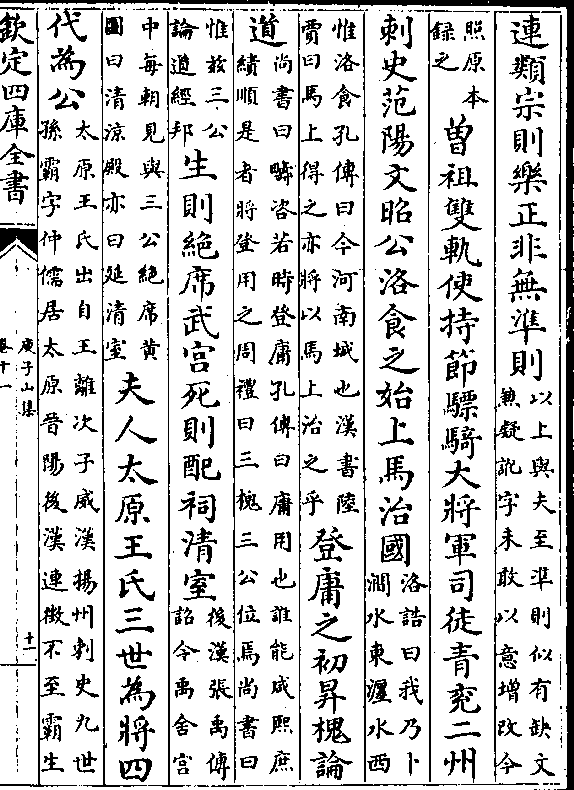 連類宗則樂正非無準則
以上與夫至準則似有缺文
兼疑訛字未敢以意增改今
照原本
録之
曽祖雙軌使持節驃騎大將軍司徒青兖二州
刺史范陽文昭公洛食之始上馬治國
洛誥曰我乃卜
澗水東瀍水西
惟洛食孔傳曰今河南城也漢書陸
賈曰馬上得之亦將以馬上治之乎
登庸之初昇槐論
道
尚書曰疇咨若時登庸孔傳曰庸用也誰能咸熙庶
績順是者將登用之周禮曰三槐三公位焉尚書曰
惟兹三公
論道經邦
生則絶席武宫死則配祠清室
後漢張禹傳
詔令禹舍宫
中每朝見與三公絶席黄
圖曰清涼殿亦曰延清室
夫人太原王氏三世為將四
代為公
太原王氏出自王離次子威漢揚州刺史九世
孫霸字仲儒居太原晉陽後漢連徵不至霸生
欽定四庫全書
庾子山集
卷十一
十一